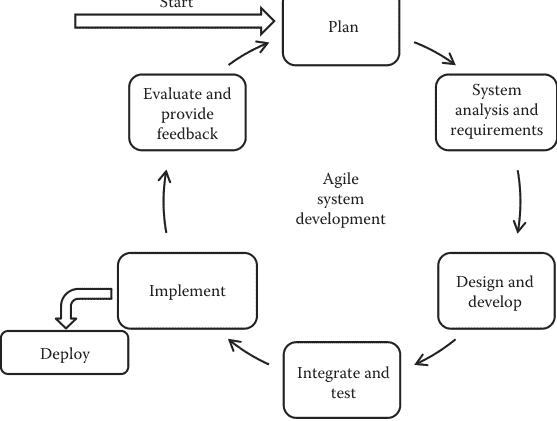 Start
Plan
System
analysis and
requirements
Evaluate and
provide
feedback
Agile
system
development
Design and
develop
Implement
Deploy
Integrate and
test